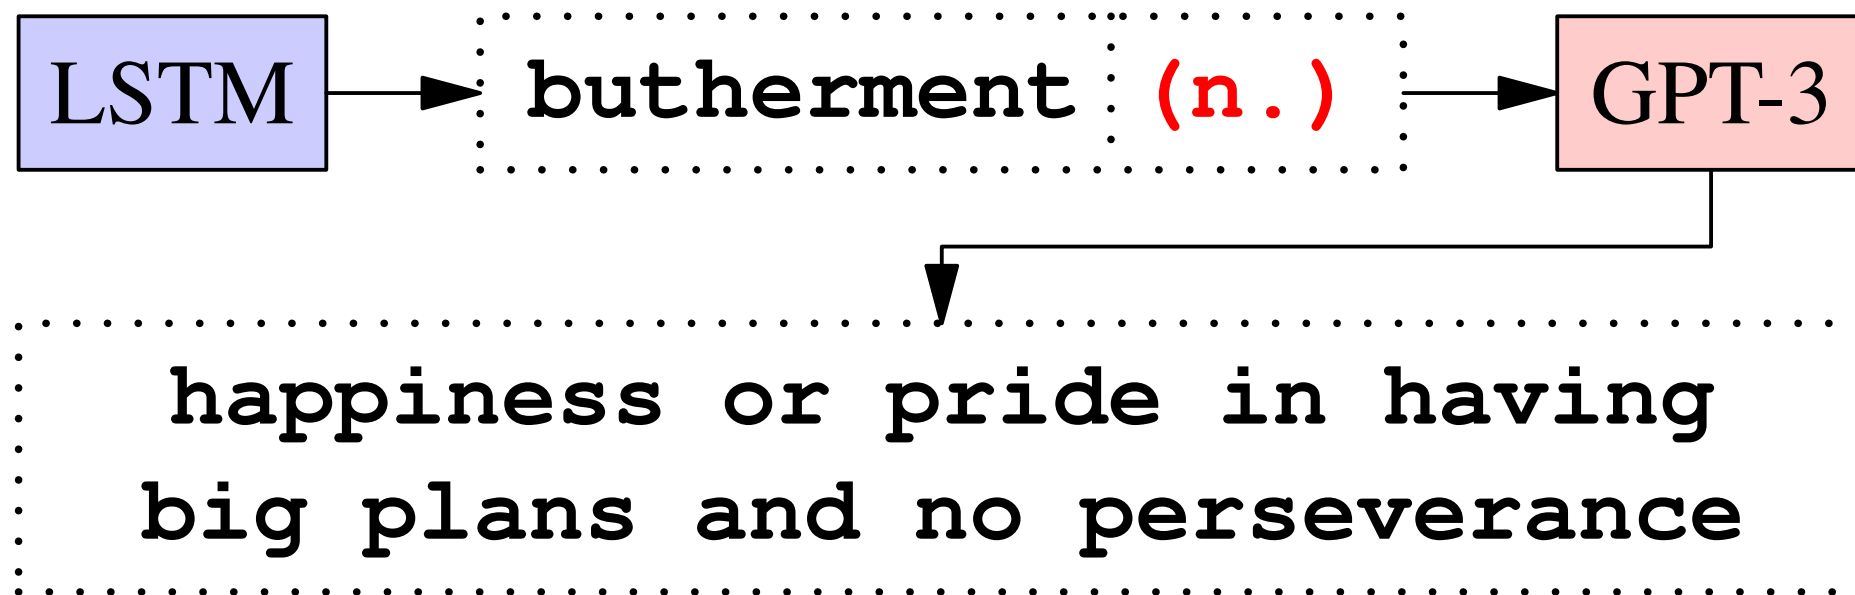 LSTM butherment (n.) GPT-3
happiness or pride in having
big plans and no perseverance